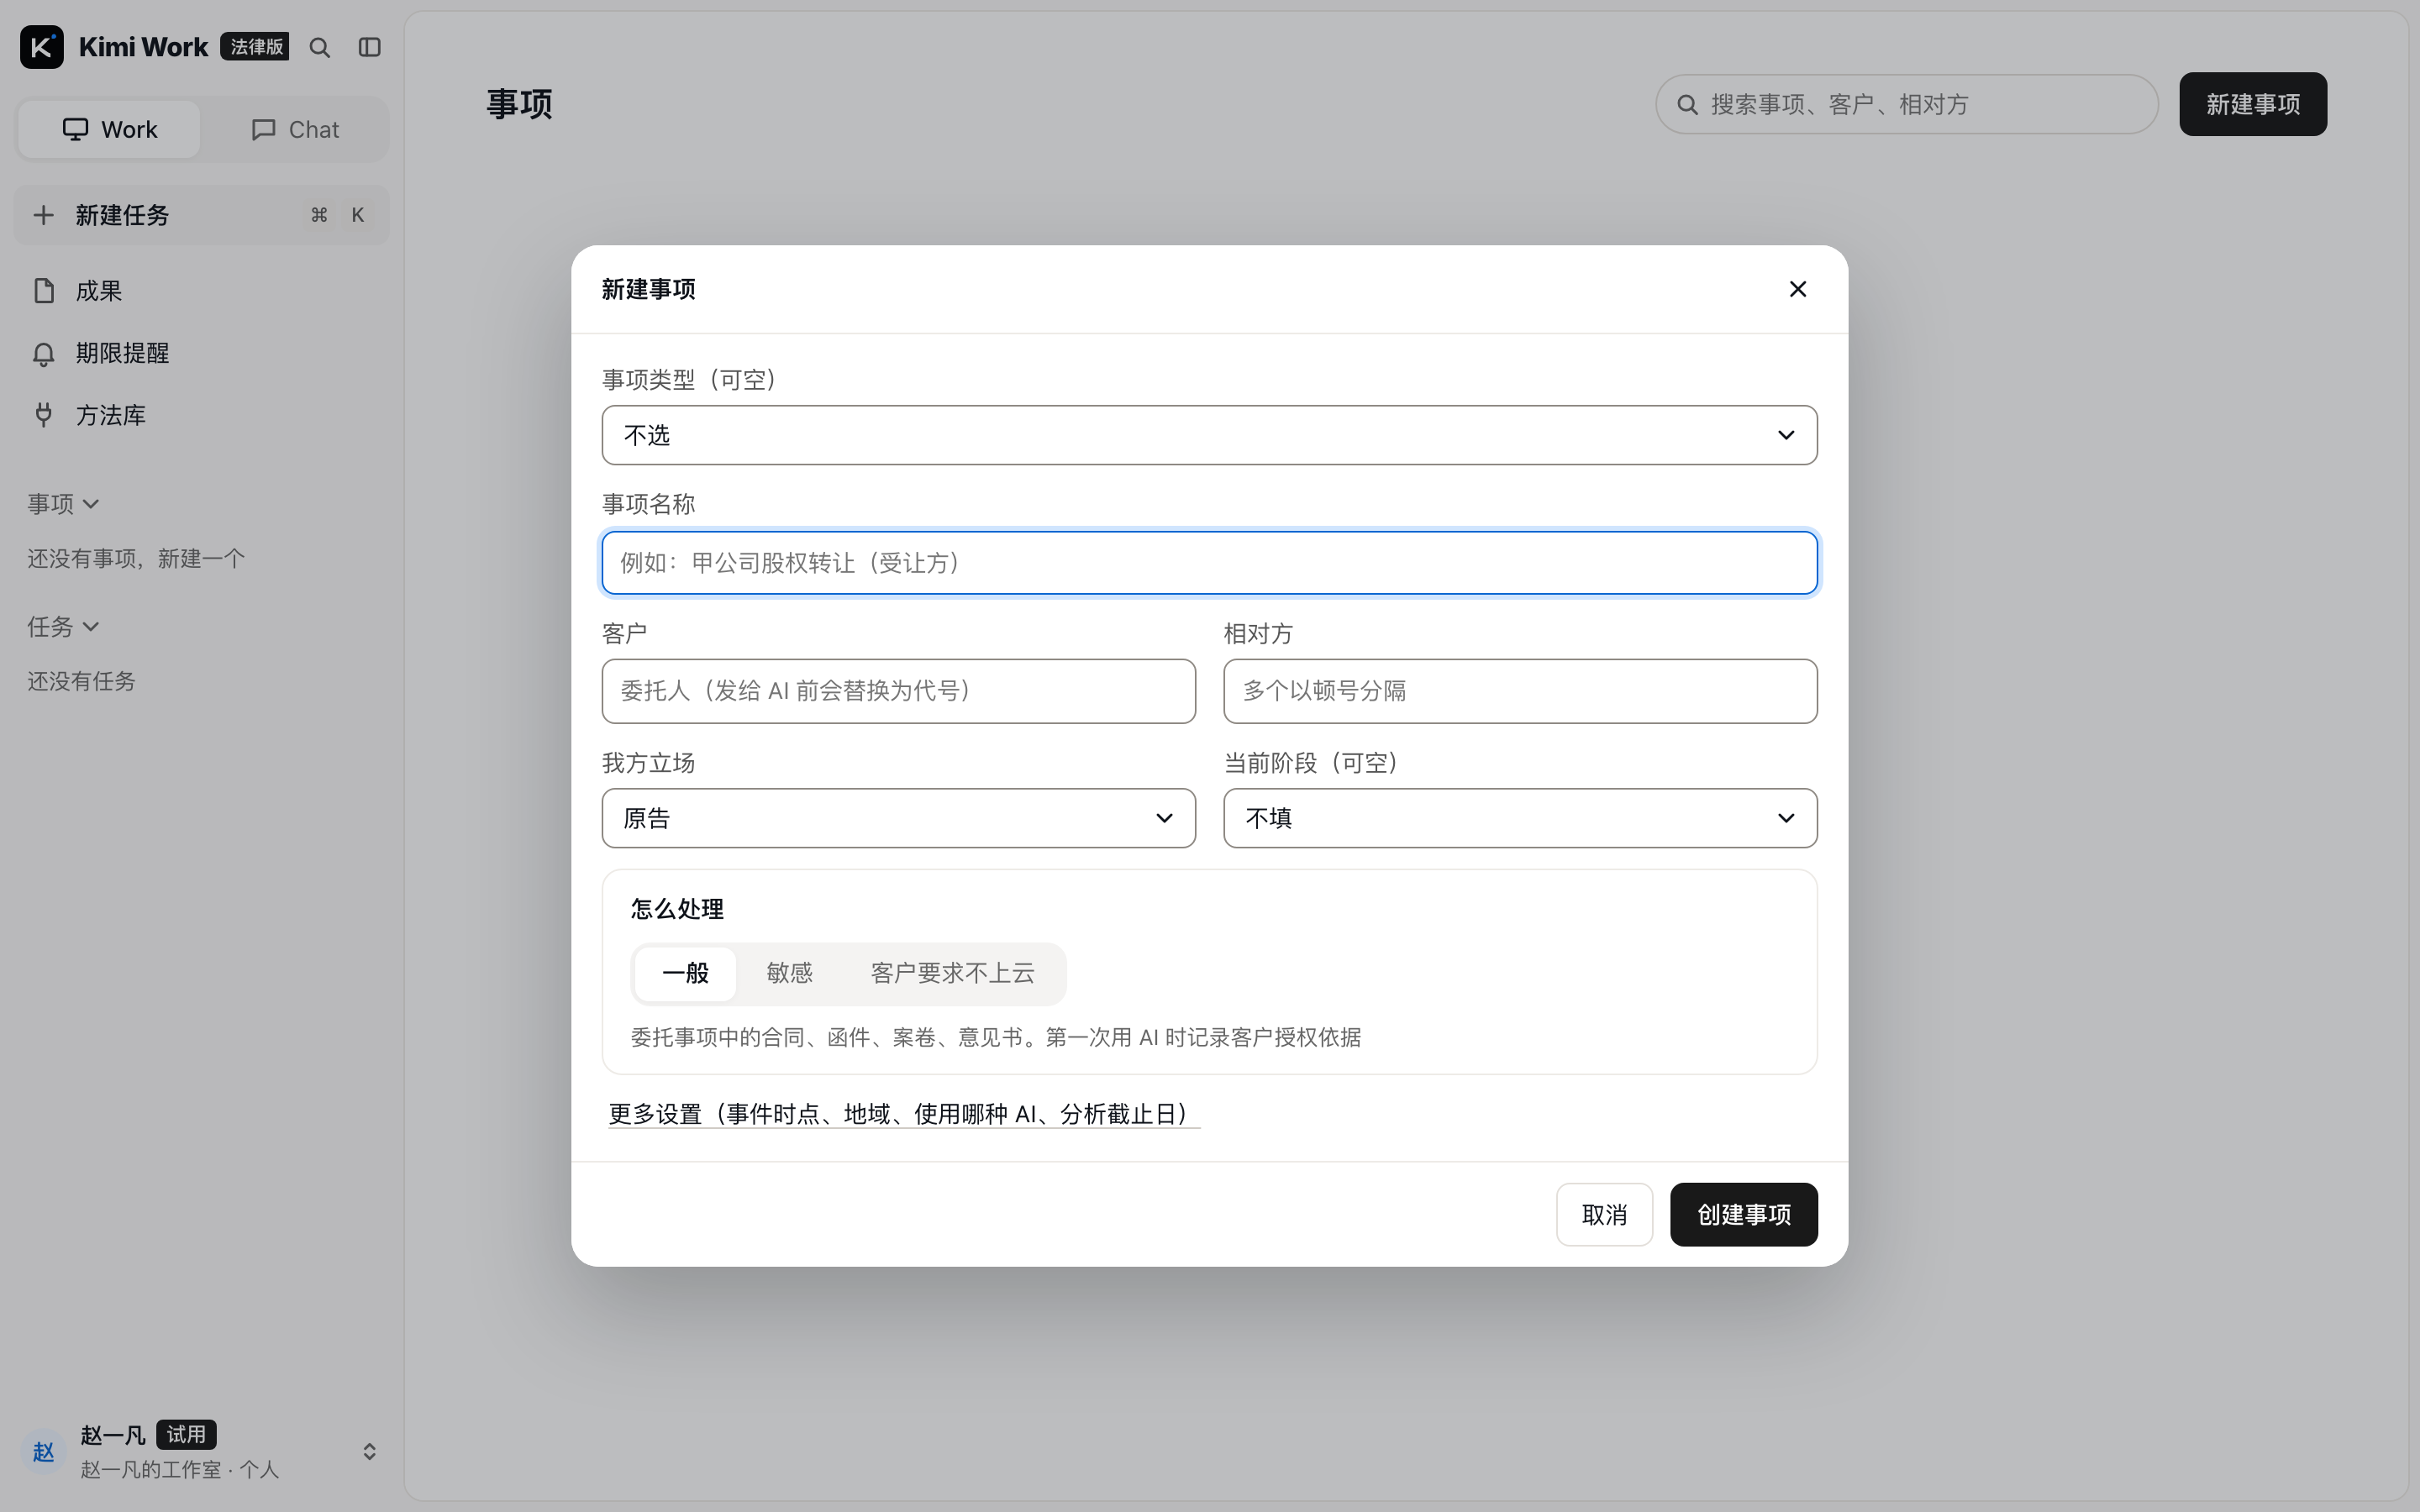 Kimi Work 法律版
Work
Chat
新建任务 ⌘ K
成果
期限提醒
方法库
事项
还没有事项，新建一个
任务
还没有任务
赵
赵一凡 试用
赵一凡的工作室 · 个人
事项
搜索事项、客户、相对方
新建事项
新建事项
事项类型（可空）
不选
事项名称
例如：甲公司股权转让（受让方）
客户
委托人（发给 AI 前会替换为代号）
相对方
多个以顿号分隔
我方立场
原告
当前阶段（可空）
不填
怎么处理
一般 敏感 客户要求不上云
委托事项中的合同、函件、案卷、意见书。第一次用 AI 时记录客户授权依据
更多设置（事件时点、地域、使用哪种 AI、分析截止日）
取消
创建事项